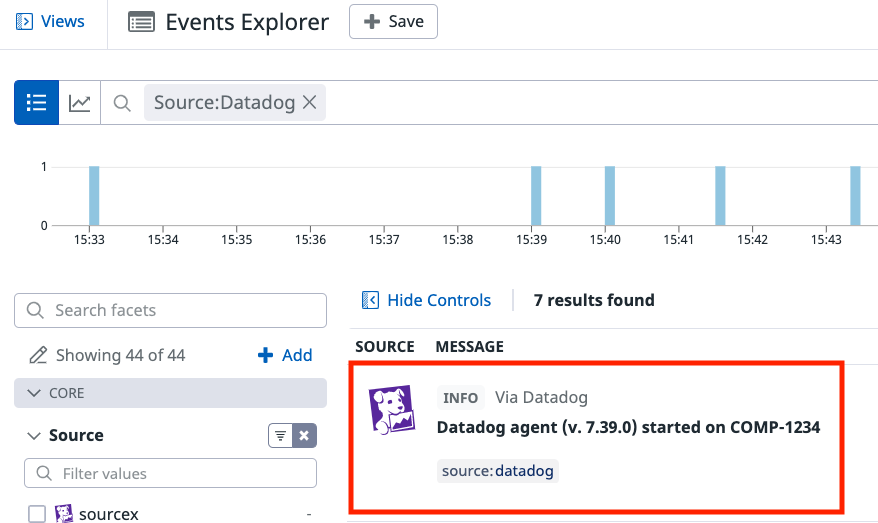 Views
Events Explorer
Save
Source:Datadog
1
0
15:33 15:34 15:35 15:36 15:37 15:38 15:39 15:40 15:41 15:42 15:43
Search facets
Showing 44 of 44
Add
CORE
Source
Filter values
sourcex -
Hide Controls
7 results found
SOURCE MESSAGE
INFO Via Datadog
Datadog agent (v. 7.39.0) started on COMP-1234
source:datadog